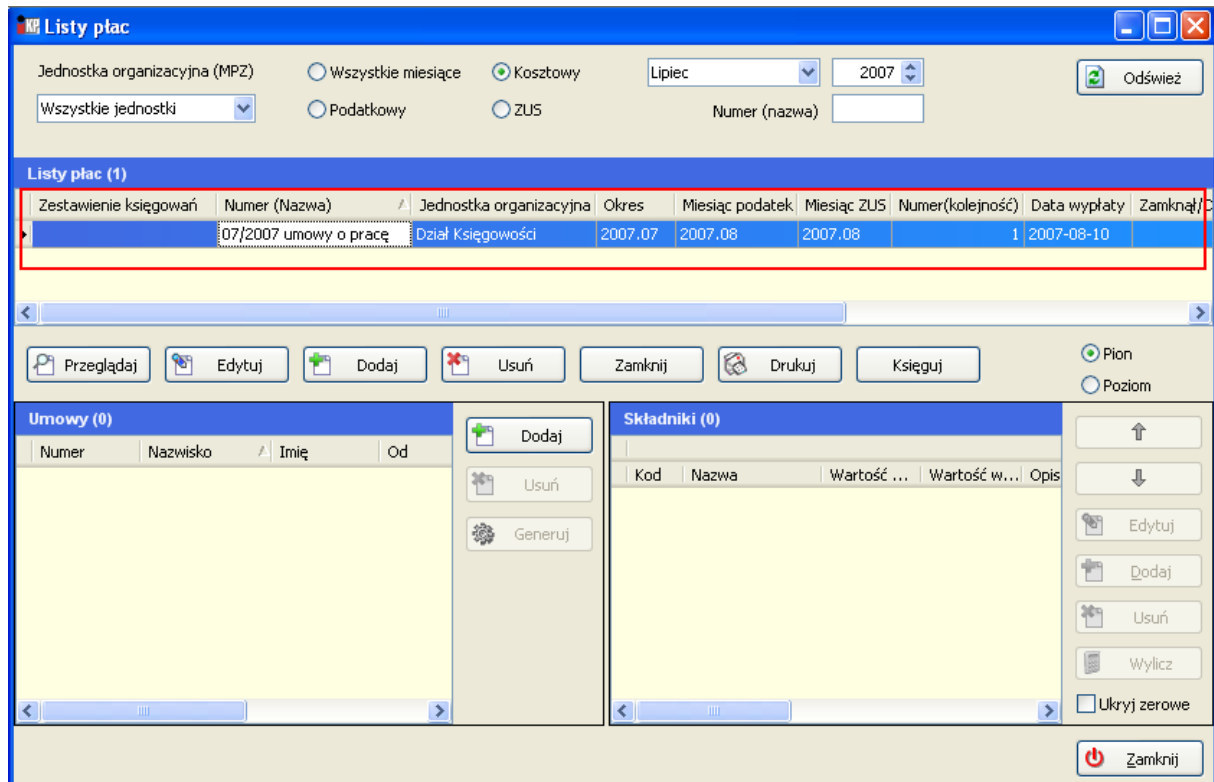 KP Listy płac
Jednostka organizacyjna (MPZ) Wszystkie miesiące Kosztowy Lipiec 2007 Odśwież
Wszystkie jednostki Podatkowy ZUS Numer (nazwa)
Listy płac (1)
Zestawienie księgowań Numer (Nazwa) Jednostka organizacyjna Okres Miesiąc podatek Miesiąc ZUS Numer(kolejność) Data wypłaty Zamknął/
07/2007 umowy o pracę Dział Księgowości 2007.07 2007.08 2007.08 1 2007-08-10
Przeglądaj Edytuj Dodaj Usuń Zamknij Drukuj Księguj Pion
Poziom
Umowy (0)
Numer Nazwisko Imię Od
Dodaj
Usuń
Generuj
Składniki (0)
Kod Nazwa Wartość ... Wartość w... Opis
Edytuj
Dodaj
Usuń
Wylicz
Ukryj zerowe
Zamknij